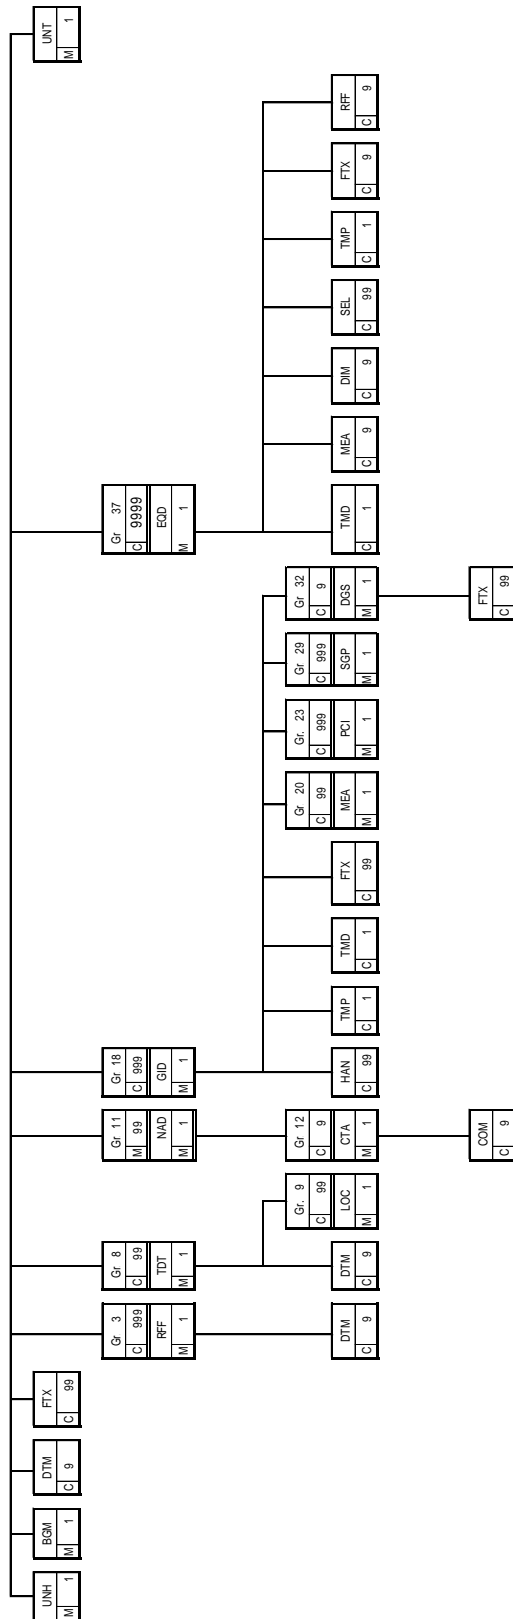 UNH
M 1
BGM
M 1
DTM
C 9
FTX
C 99
UNT
M 1
Gr 3
C 999
RFF
M 1
Gr 8
C 99
TDT
M 1
Gr 11
M 99
NAD
M 1
Gr 18
C 999
GID
M 1
Gr 37
C 9999
EQD
M 1
DTM
C 9
DTM
C 9
Gr. 9
C 99
LOC
M 1
Gr 12
C 9
CTA
M 1
HAN
C 99
TMP
C 1
TMD
C 1
FTX
C 99
Gr 20
C 99
MEA
M 1
Gr. 23
C 999
PCI
M 1
Gr 29
C 999
SGP
M 1
Gr 32
C 9
DGS
M 1
TMD
C 1
MEA
C 9
DIM
C 9
SEL
C 99
TMP
C 1
FTX
C 9
RFF
C 9
COM
C 9
FTX
C 99